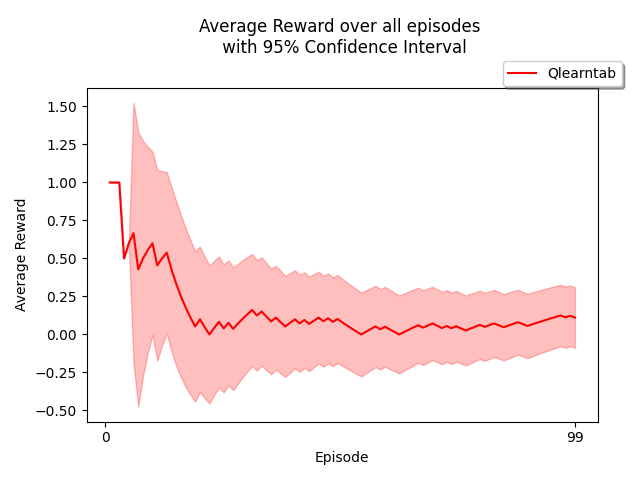 Average Reward over all episodes
with 95% Confidence Interval
Qlearntab
1.50
1.25
1.00
0.75
0.50
0.25
0.00
−0.25
−0.50
Average Reward
0
99
Episode